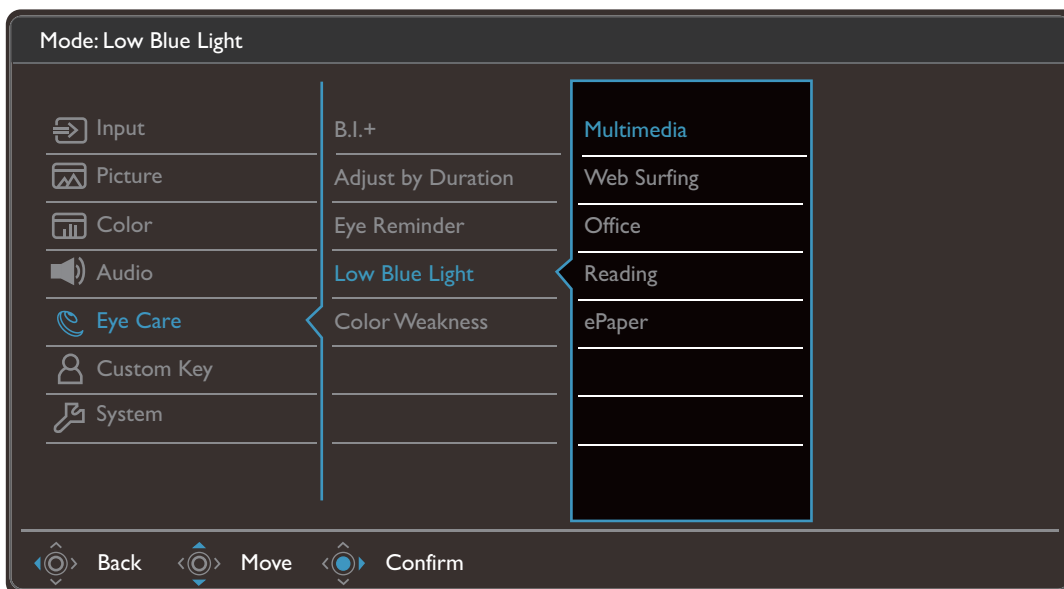 Mode: Low Blue Light
Input
Picture
Color
Audio
Eye Care
Custom Key
System
B.I.+
Adjust by Duration
Eye Reminder
Low Blue Light
Color Weakness
Multimedia
Web Surfing
Office
Reading
ePaper
Back
Move
Confirm